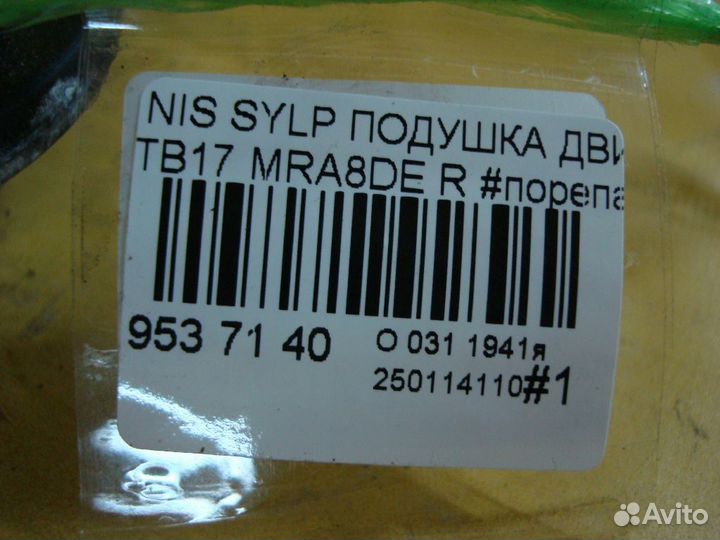 NIS SYLP ПОДУШКА ДВИ
TB17 MRA8DE R #порепа
953 71 40
О 031 1941я
250114110#1
Avito